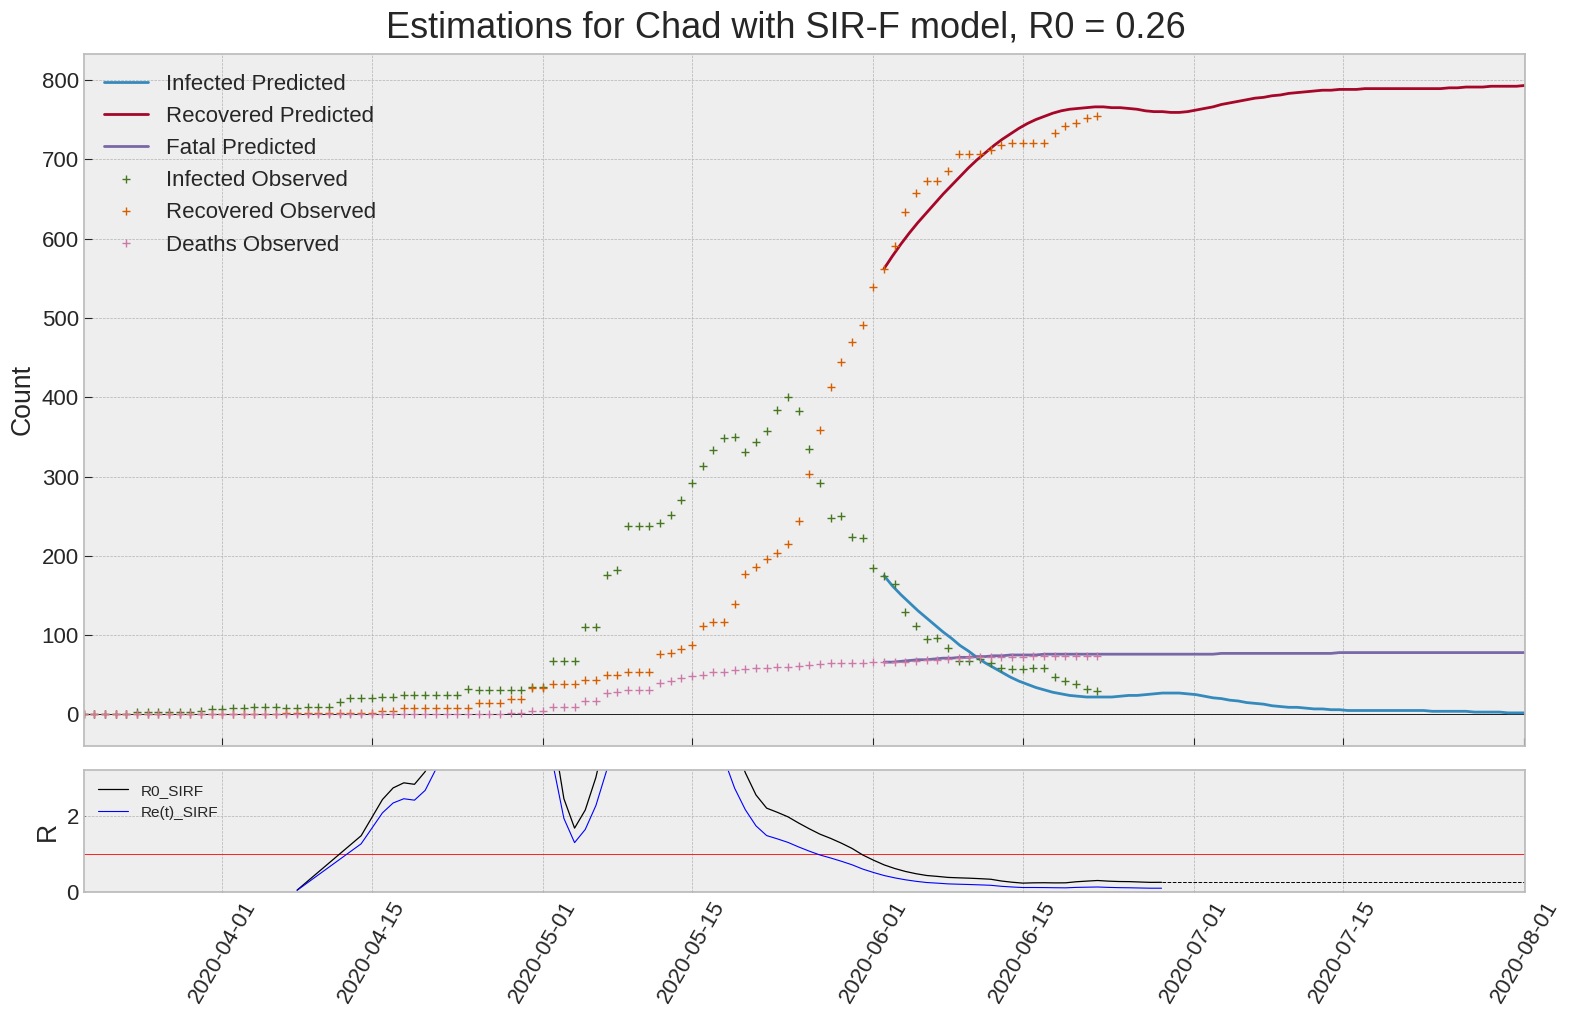 Estimations for Chad with SIR-F model, R0 = 0.26
800
700
600
500
400
300
200
100
0
Count
Infected Predicted
Recovered Predicted
Fatal Predicted
Infected Observed
Recovered Observed
Deaths Observed
2
0
R
R0_SIRF
Re(t)_SIRF
2020-04-01
2020-04-15
2020-05-01
2020-05-15
2020-06-01
2020-06-15
2020-07-01
2020-07-15
2020-08-01